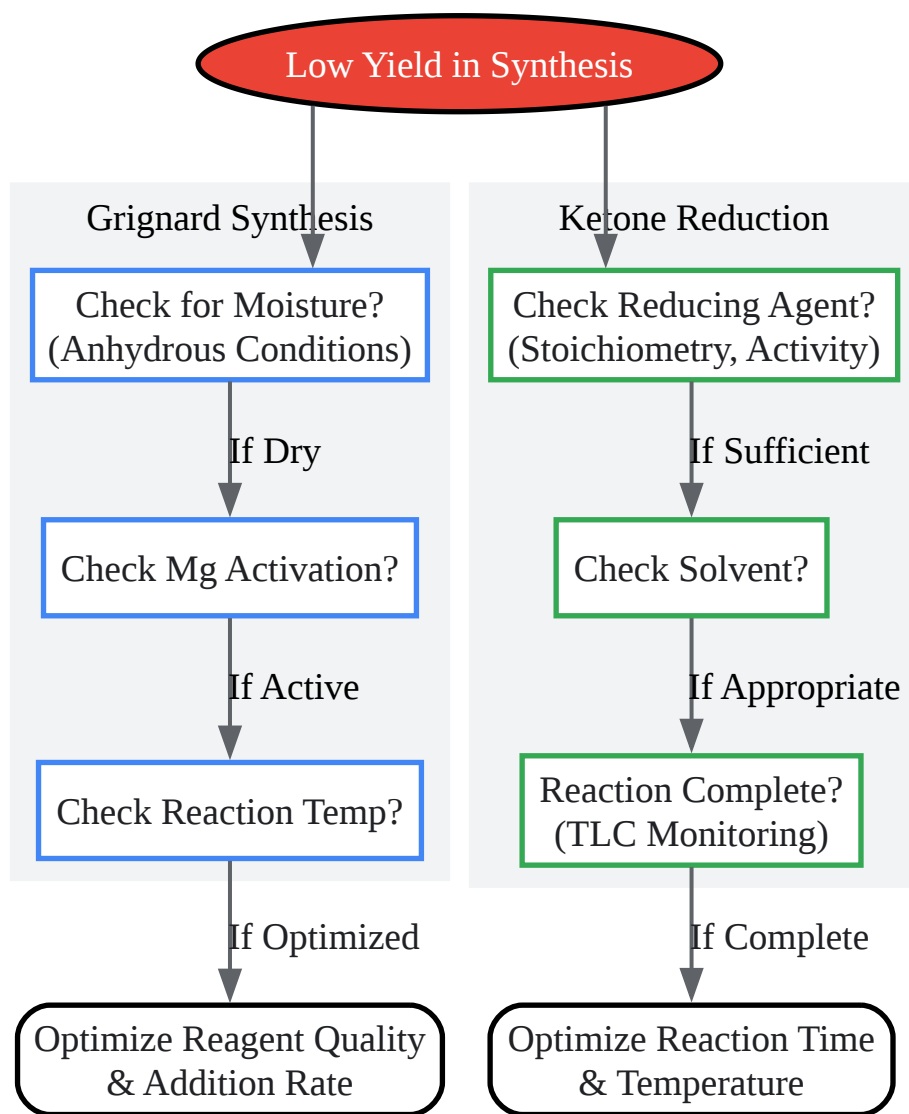 Low Yield in Synthesis
Grignard Synthesis
Check for Moisture?
(Anhydrous Conditions)
If Dry
Check Mg Activation?
If Active
Check Reaction Temp?
If Optimized
Optimize Reagent Quality
& Addition Rate
Ketone Reduction
Check Reducing Agent?
(Stoichiometry, Activity)
If Sufficient
Check Solvent?
If Appropriate
Reaction Complete?
(TLC Monitoring)
If Complete
Optimize Reaction Time
& Temperature